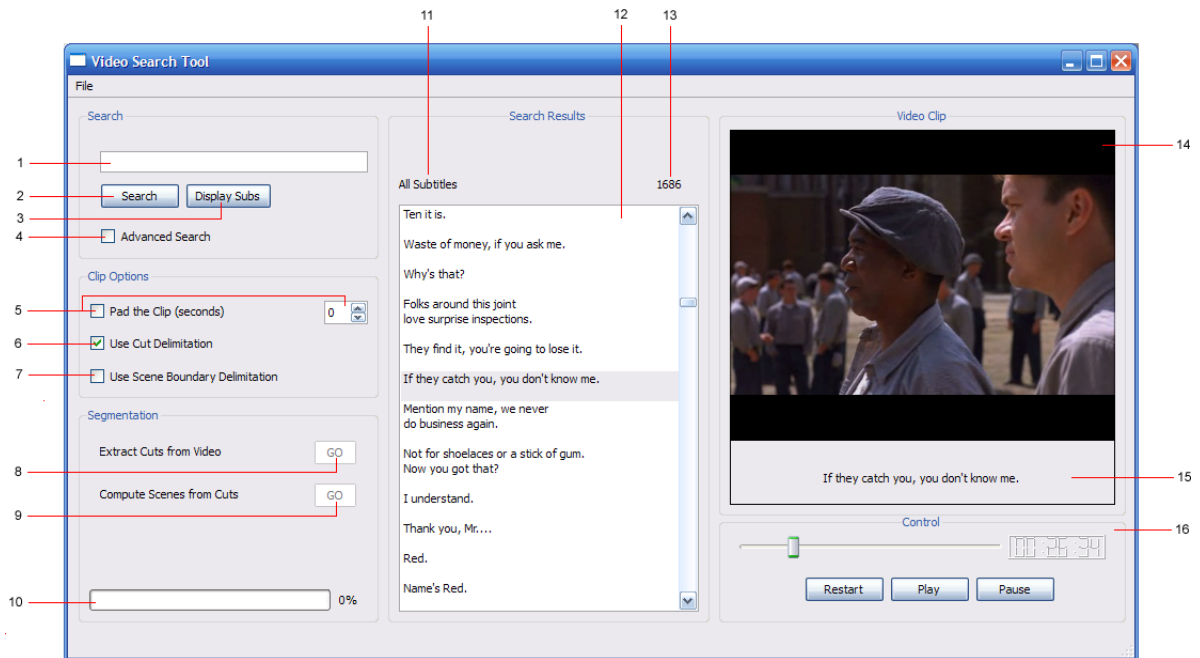 11 12 13
Video Search Tool
File
Search
1
2 Search Display Subs
3
4 Advanced Search
Clip Options
5 Pad the Clip (seconds) 0
6 Use Cut Delimitation
7 Use Scene Boundary Delimitation
Segmentation
Extract Cuts from Video GO
8
Compute Scenes from Cuts GO
9
10 0%
Search Results
All Subtitles 1686
Ten it is.
Waste of money, if you ask me.
Why's that?
Folks around this joint
love surprise inspections.
They find it, you're going to lose it.
If they catch you, you don't know me.
Mention my name, we never
do business again.
Not for shoelaces or a stick of gum.
Now you got that?
I understand.
Thank you, Mr....
Red.
Name's Red.
Video Clip
14
If they catch you, you don't know me.
15
Control
16
00:26:34
Restart Play Pause